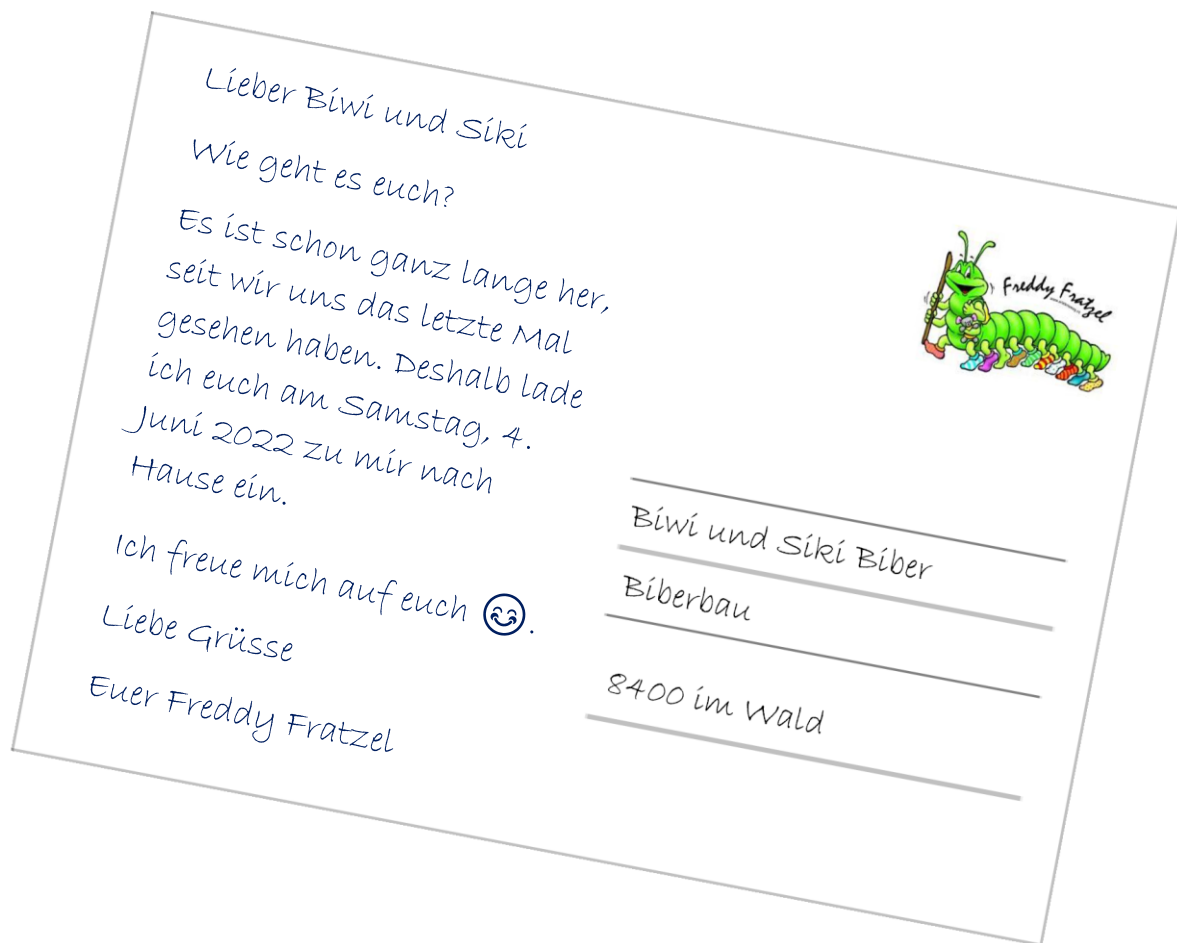 Lieber Biwi und Siki
Wie geht es euch?
Es ist schon ganz lange her,
seit wir uns das letzte Mal
gesehen haben. Deshalb lade
ich euch am Samstag, 4.
Juni 2022 zu mir nach
Hause ein.
Ich freue mich auf euch 😊.
Liebe Grüsse
Euer Freddy Fratzel
Freddy Fratzel
Biwi und Siki Biber
Biberbau
8400 im Wald